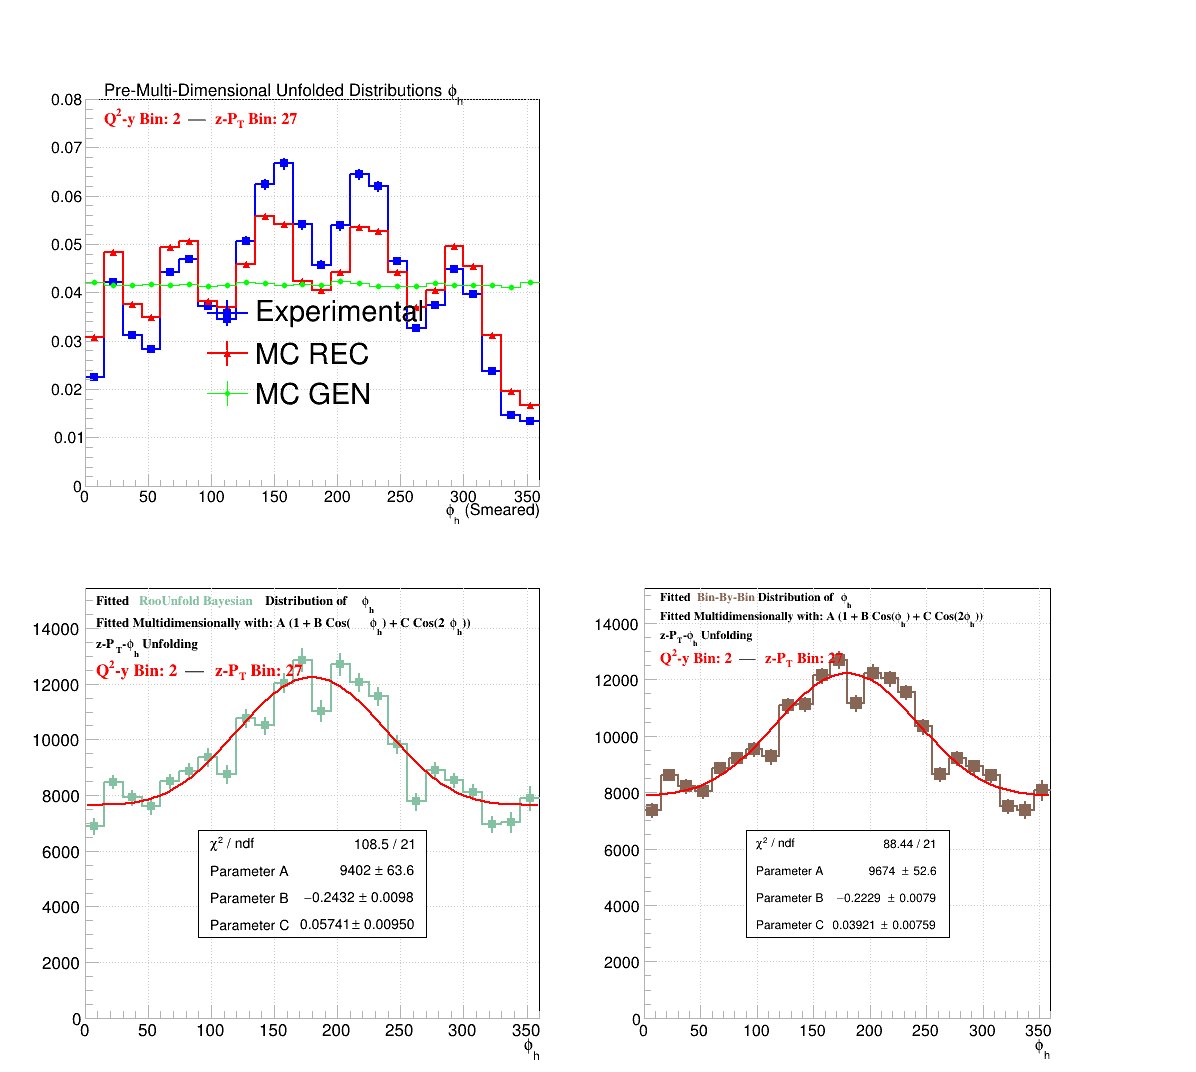 Pre-Multi-Dimensional Unfolded Distributions ϕh
Q²-y Bin: 2 — z-PT Bin: 27
0.08
0.07
0.06
0.05
0.04
0.03
0.02
0.01
0
Experimental
MC REC
MC GEN
0 50 100 150 200 250 300 350
ϕh (Smeared)
Fitted RooUnfold Bayesian Distribution of ϕh
Fitted Multidimensionally with: A (1 + B Cos( ϕh) + C Cos(2 ϕh))
z-PT-ϕh Unfolding
Q²-y Bin: 2 — z-PT Bin: 27
14000
12000
10000
8000
6000
4000
2000
0
χ² / ndf 108.5 / 21
Parameter A 9402 ± 63.6
Parameter B −0.2432 ± 0.0098
Parameter C 0.05741 ± 0.00950
0 50 100 150 200 250 300 350
ϕh
Fitted Bin-By-Bin Distribution of ϕh
Fitted Multidimensionally with: A (1 + B Cos(ϕh) + C Cos(2ϕh))
z-PT-ϕh Unfolding
Q²-y Bin: 2 — z-PT Bin: 27
14000
12000
10000
8000
6000
4000
2000
0
χ² / ndf 88.44 / 21
Parameter A 9674 ± 52.6
Parameter B −0.2229 ± 0.0079
Parameter C 0.03921 ± 0.00759
0 50 100 150 200 250 300 350
ϕh